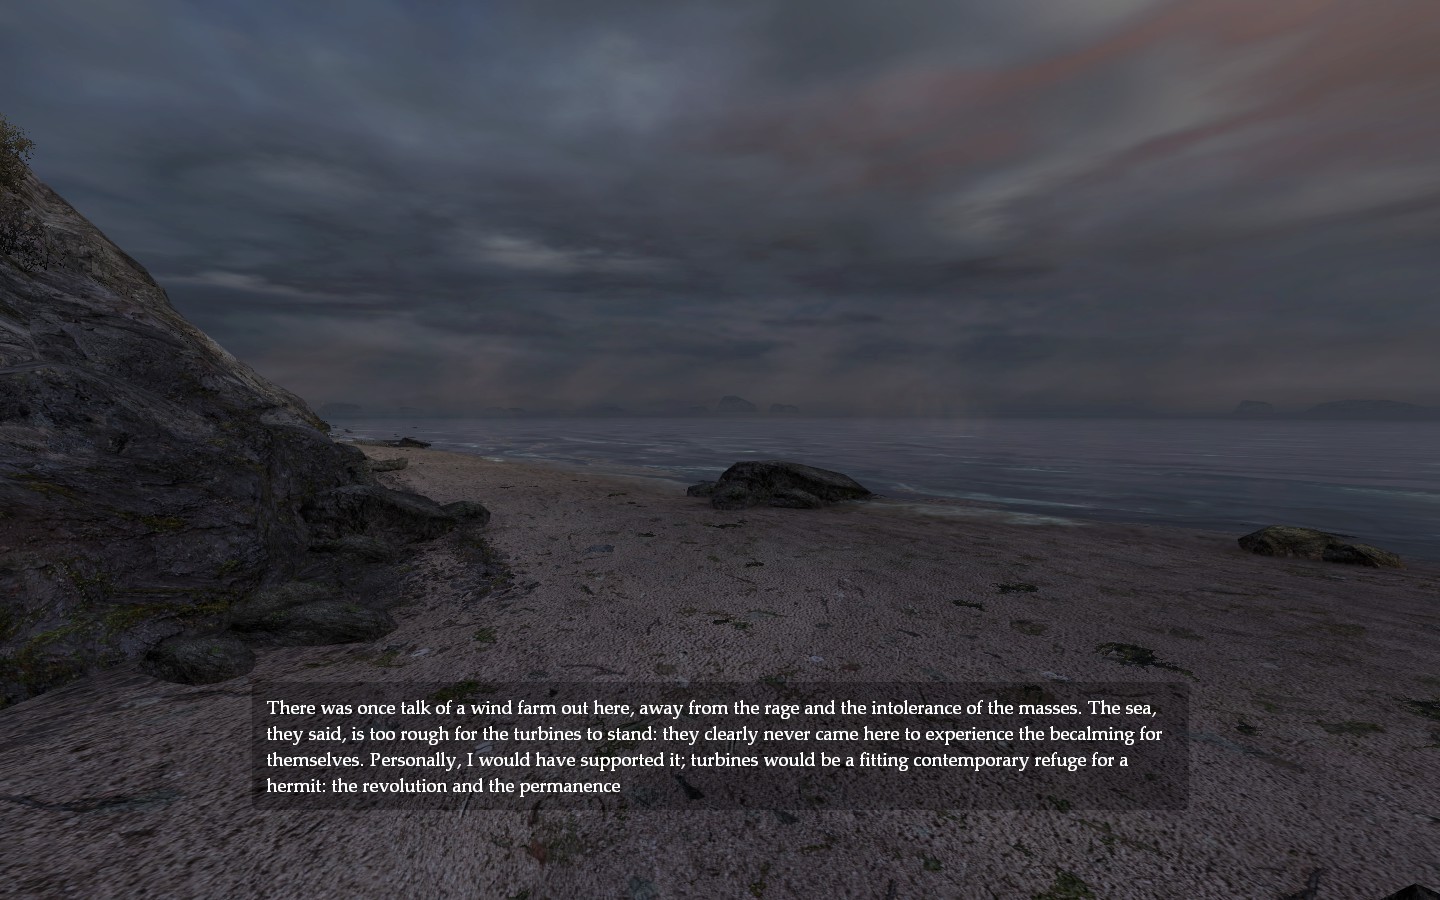 There was once talk of a wind farm out here, away from the rage and the intolerance of the masses. The sea,
they said, is too rough for the turbines to stand: they clearly never came here to experience the becalming for
themselves. Personally, I would have supported it; turbines would be a fitting contemporary refuge for a
hermit: the revolution and the permanence